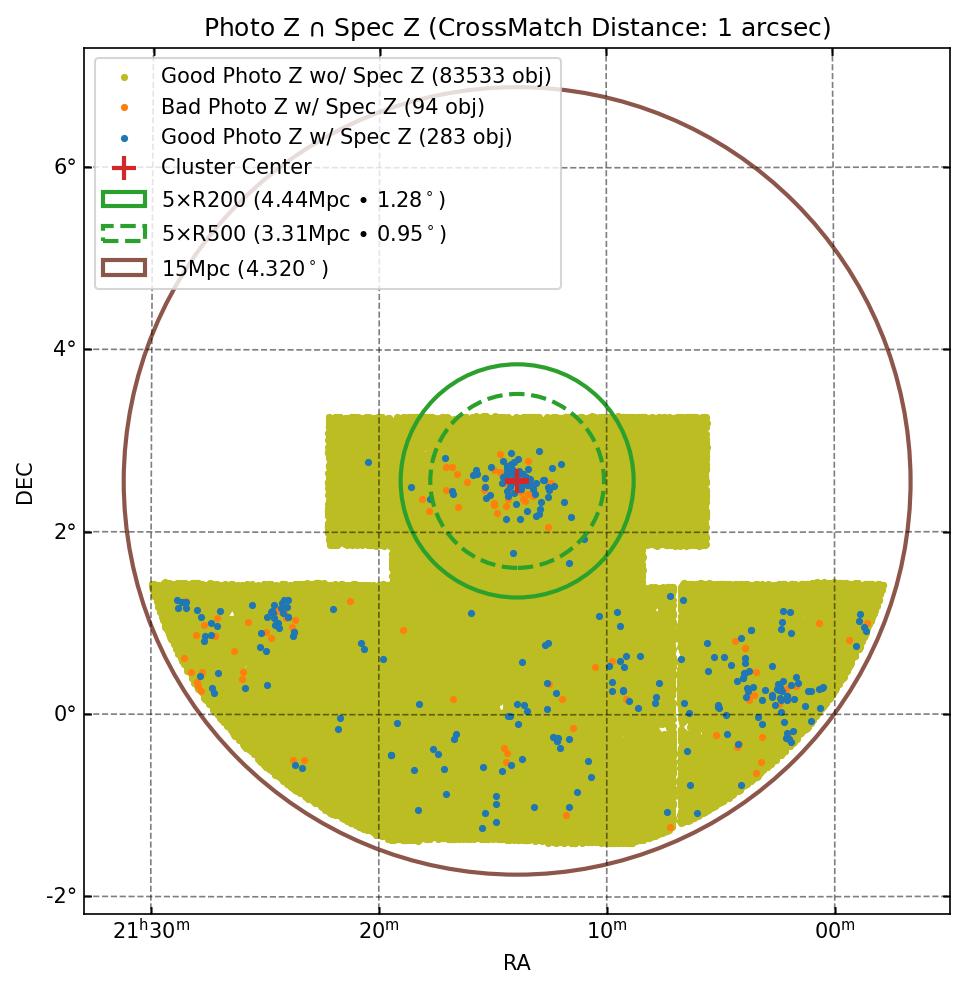 Photo Z ∩ Spec Z (CrossMatch Distance: 1 arcsec)
Good Photo Z wo/ Spec Z (83533 obj)
Bad Photo Z w/ Spec Z (94 obj)
Good Photo Z w/ Spec Z (283 obj)
Cluster Center
5×R200 (4.44Mpc • 1.28°)
5×R500 (3.31Mpc • 0.95°)
15Mpc (4.320°)
6°
4°
2°
0°
-2°
DEC
21ʰ30ᵐ 20ᵐ 10ᵐ 00ᵐ
RA